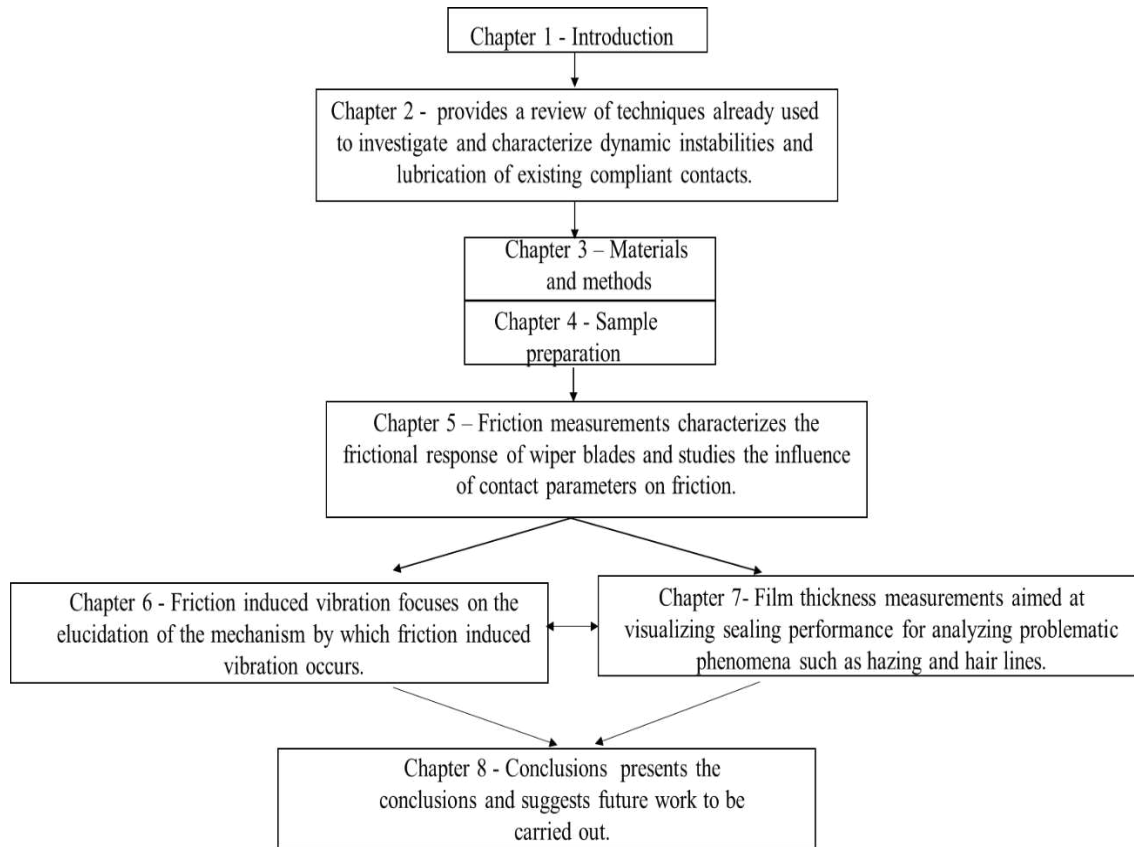 Chapter 1 - Introduction
Chapter 2 - provides a review of techniques already used
to investigate and characterize dynamic instabilities and
lubrication of existing compliant contacts.
Chapter 3 – Materials
and methods
Chapter 4 - Sample
preparation
Chapter 5 – Friction measurements characterizes the
frictional response of wiper blades and studies the influence
of contact parameters on friction.
Chapter 6 - Friction induced vibration focuses on the
elucidation of the mechanism by which friction induced
vibration occurs.
Chapter 7- Film thickness measurements aimed at
visualizing sealing performance for analyzing problematic
phenomena such as hazing and hair lines.
Chapter 8 - Conclusions presents the
conclusions and suggests future work to be
carried out.